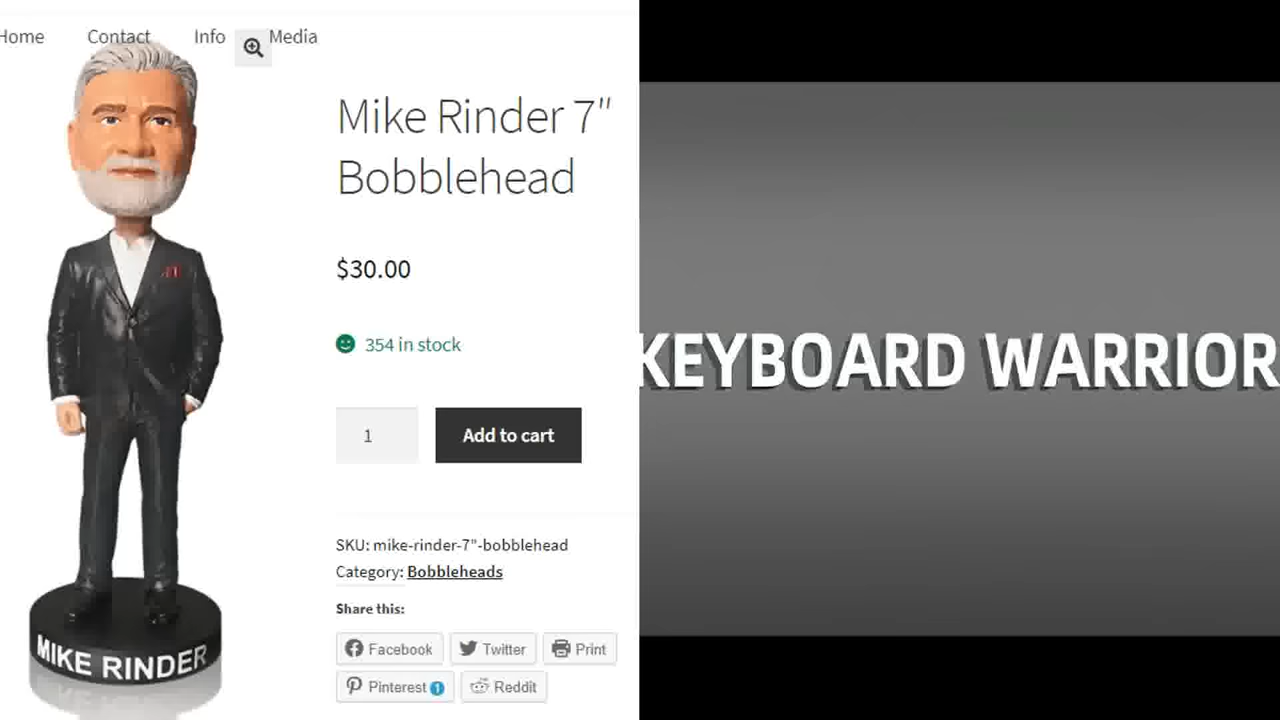 Home Contact Info Media
Mike Rinder 7"
Bobblehead
$30.00
354 in stock
1 Add to cart
SKU: mike-rinder-7"-bobblehead
Category: Bobbleheads
Share this:
Facebook Twitter Print
Pinterest 1 Reddit
MIKE RINDER
KEYBOARD WARRIOR